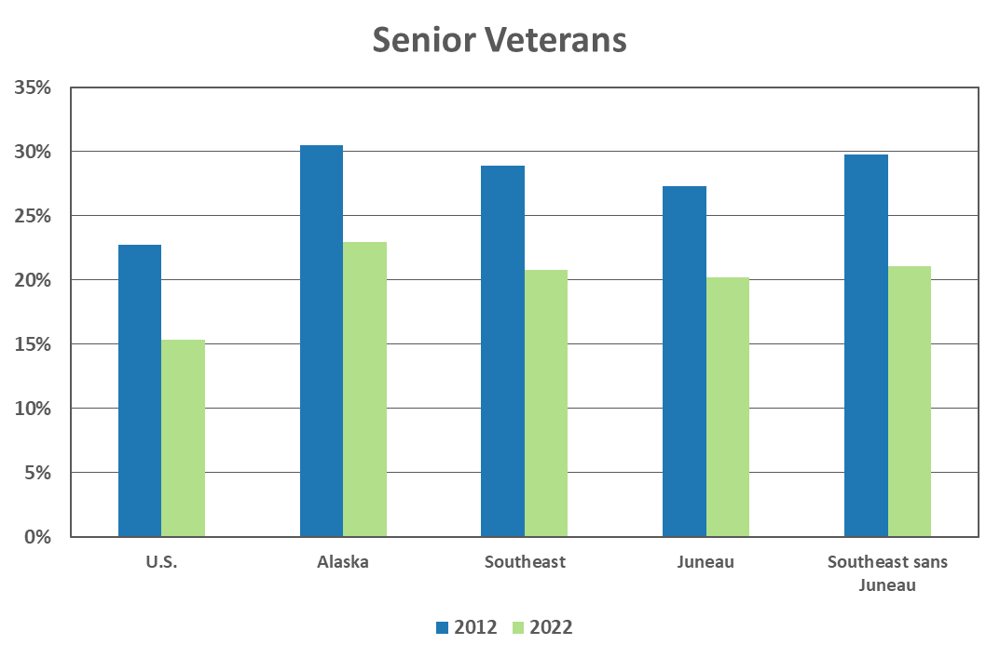 Senior Veterans
35%
30%
25%
20%
15%
10%
5%
0%
U.S.
Alaska
Southeast
Juneau
Southeast sans
Juneau
2012
2022